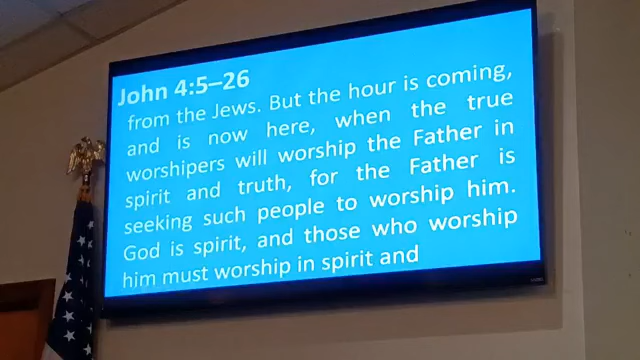 John 4:5–26
from the Jews. But the hour is coming,
and is now here, when the true
worshipers will worship the Father in
spirit and truth, for the Father is
seeking such people to worship him.
God is spirit, and those who worship
him must worship in spirit and